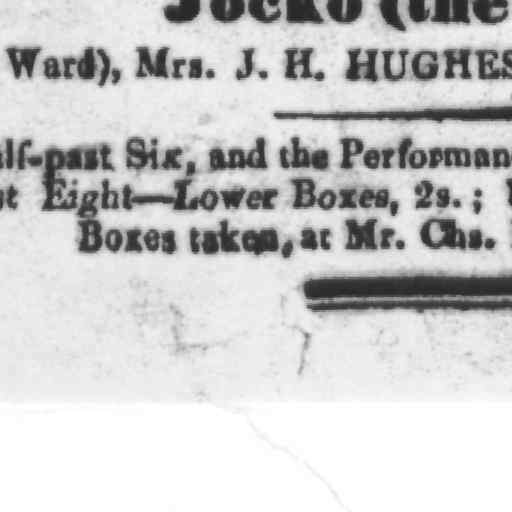 Jocko (the
Ward), Mrs. J. H. HUGHES
alf-past Six, and the Performan
at Eight—Lower Boxes, 2s. ;
Boxes taken, at Mr. Chs.